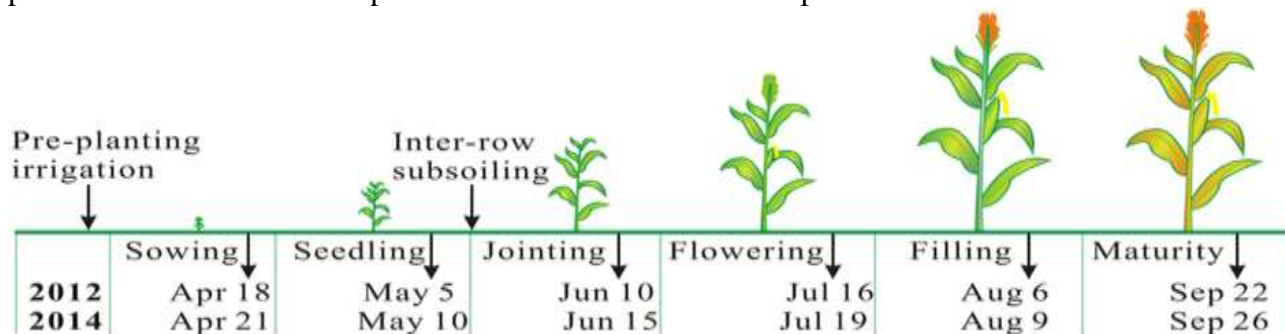 Pre-planting
irrigation
Inter-row
subsoiling
Sowing Seedling Jointing Flowering Filling Maturity
2012 Apr 18 May 5 Jun 10 Jul 16 Aug 6 Sep 22
2014 Apr 21 May 10 Jun 15 Jul 19 Aug 9 Sep 26